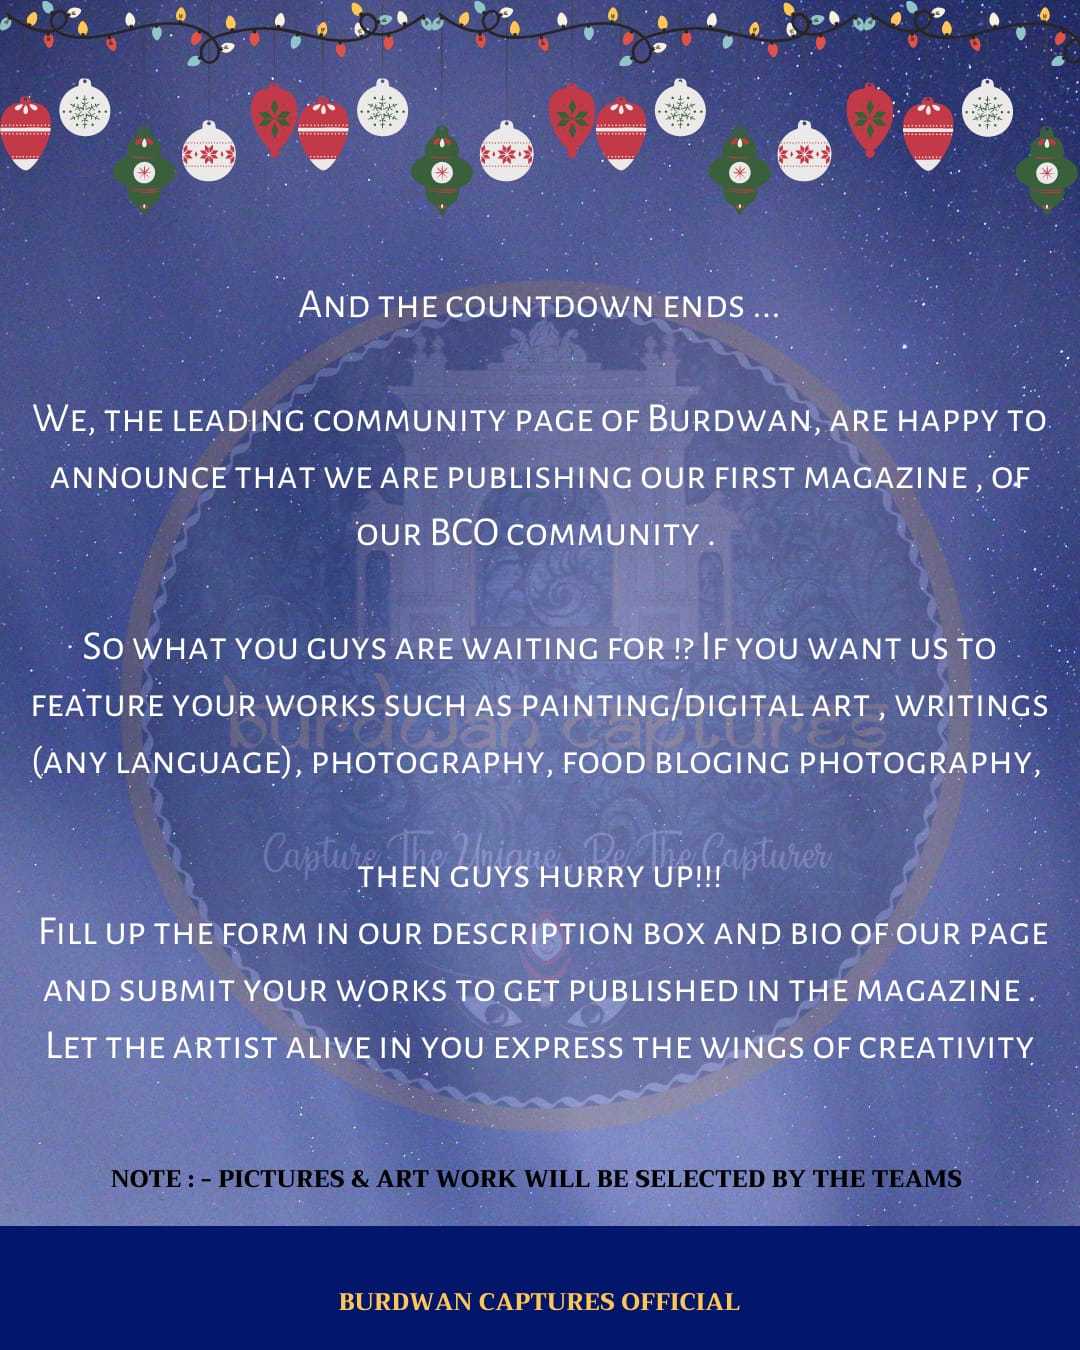 And the countdown ends ...
We, the leading community page of Burdwan, are happy to
announce that we are publishing our first magazine , of
our BCO community .
So what you guys are waiting for !? If you want us to
feature your works such as painting/digital art , writings
(any language), photography, food bloging photography,
burdwan captures
Capture The Unique, Be The Capturer
then guys hurry up!!!
Fill up the form in our description box and bio of our page
and submit your works to get published in the magazine .
Let the artist alive in you express the wings of creativity
NOTE : - PICTURES & ART WORK WILL BE SELECTED BY THE TEAMS
BURDWAN CAPTURES OFFICIAL